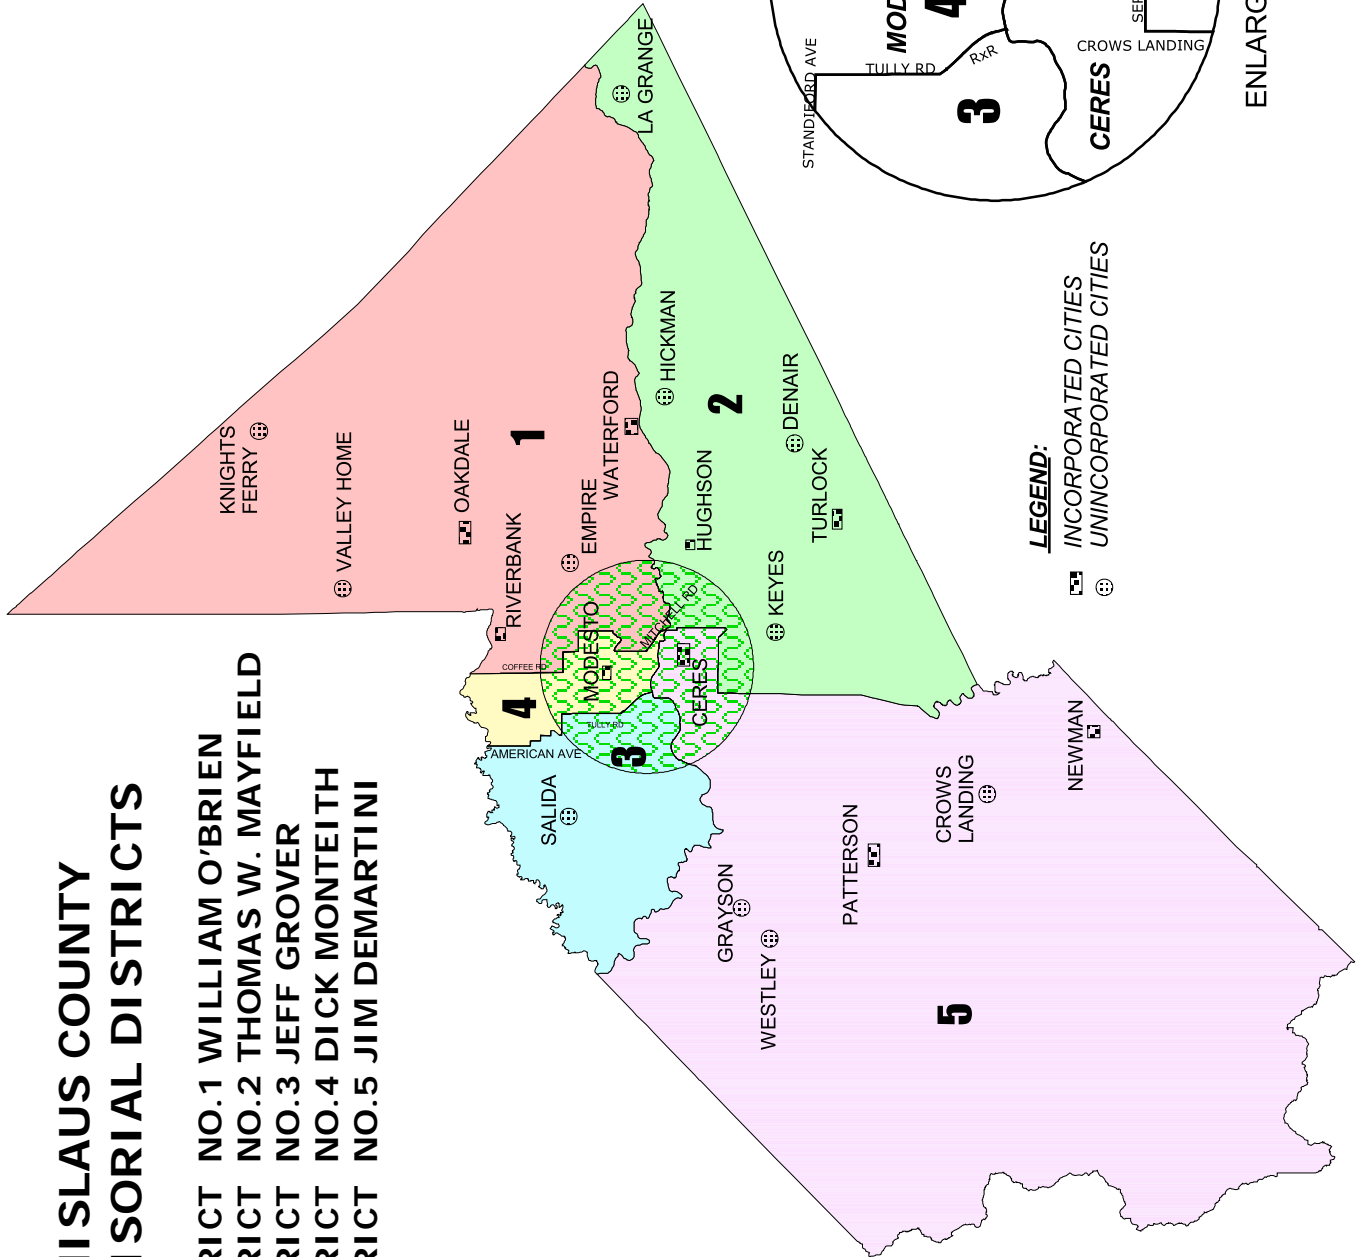 ISLAUS COUNTY
SORIAL DISTRICTS
RICT NO.1 WILLIAM O'BRIEN
RICT NO.2 THOMAS W. MAYFIELD
RICT NO.3 JEFF GROVER
RICT NO.4 DICK MONTEITH
RICT NO.5 JIM DEMARTINI
KNIGHTS
FERRY
VALLEY HOME
OAKDALE
1
RIVERBANK
EMPIRE
WATERFORD
LA GRANGE
HICKMAN
2
HUGHSON
DENAIR
TURLOCK
KEYES
COFFEE RD
MODESTO
MITCHELL RD
CERES
4
TULLY RD
AMERICAN AVE
3
SALIDA
GRAYSON
WESTLEY
PATTERSON
CROWS
LANDING
NEWMAN
5
STANDIFORD AVE
TULLY RD
MOD
4
RxR
3
CROWS LANDING
CERES
SER
ENLARG
LEGEND:
INCORPORATED CITIES
UNINCORPORATED CITIES